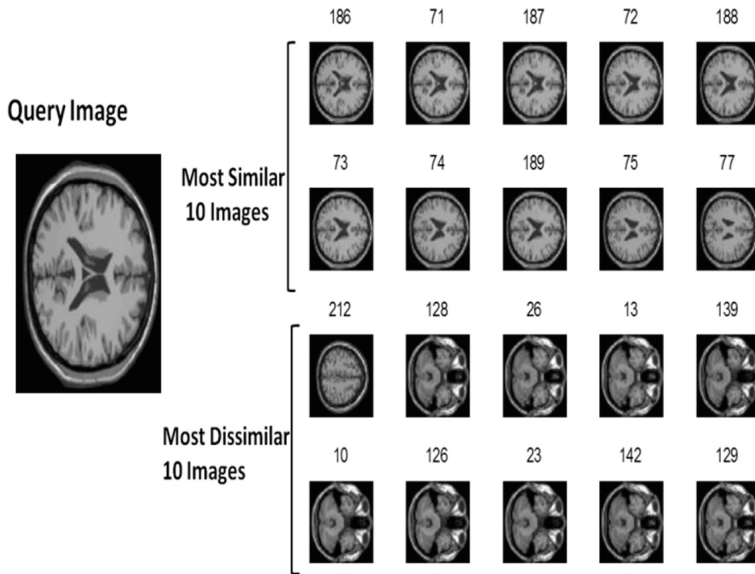 186 71 187 72 188
Query Image
Most Similar
10 Images
73 74 189 75 77
212 128 26 13 139
Most Dissimilar
10 Images
10 126 23 142 129